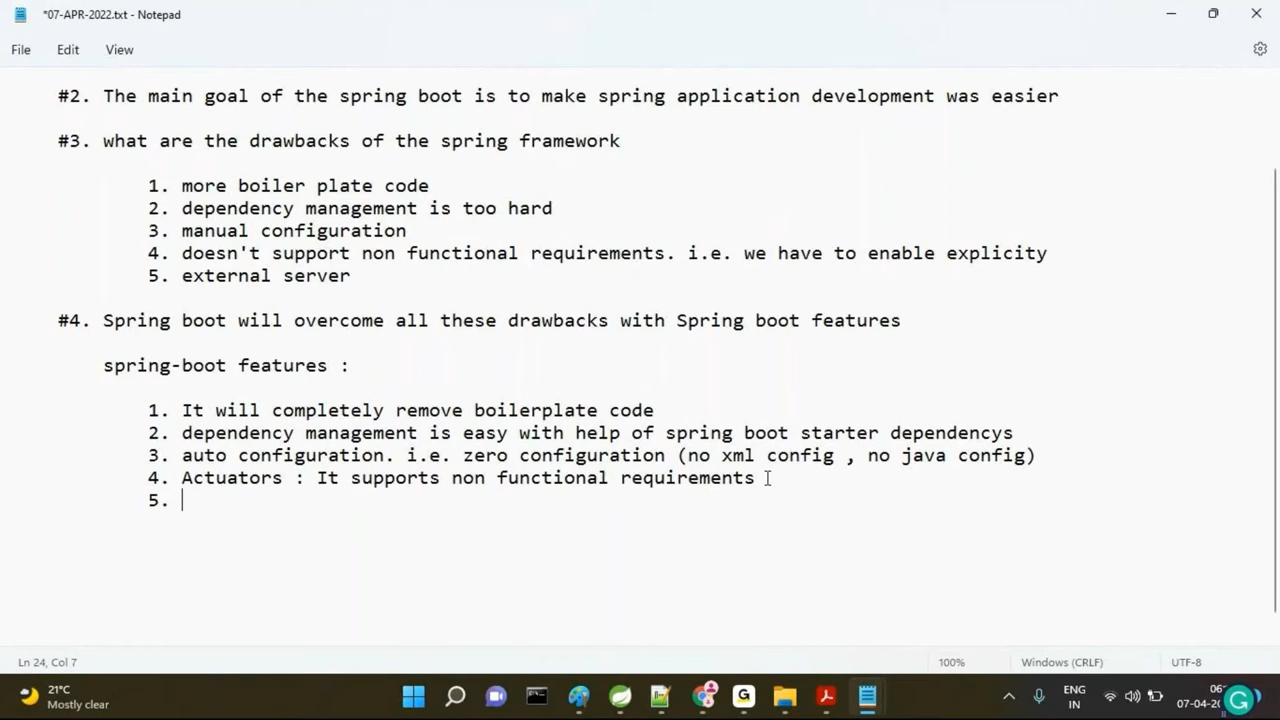 *07-APR-2022.txt - Notepad
File Edit View
#2. The main goal of the spring boot is to make spring application development was easier
#3. what are the drawbacks of the spring framework
1. more boiler plate code
2. dependency management is too hard
3. manual configuration
4. doesn't support non functional requirements. i.e. we have to enable explicity
5. external server
#4. Spring boot will overcome all these drawbacks with Spring boot features
spring-boot features :
1. It will completely remove boilerplate code
2. dependency management is easy with help of spring boot starter dependencys
3. auto configuration. i.e. zero configuration (no xml config , no java config)
4. Actuators : It supports non functional requirements
5.
Ln 24, Col 7 100% Windows (CRLF) UTF-8
21°C
Mostly clear
ENG
IN